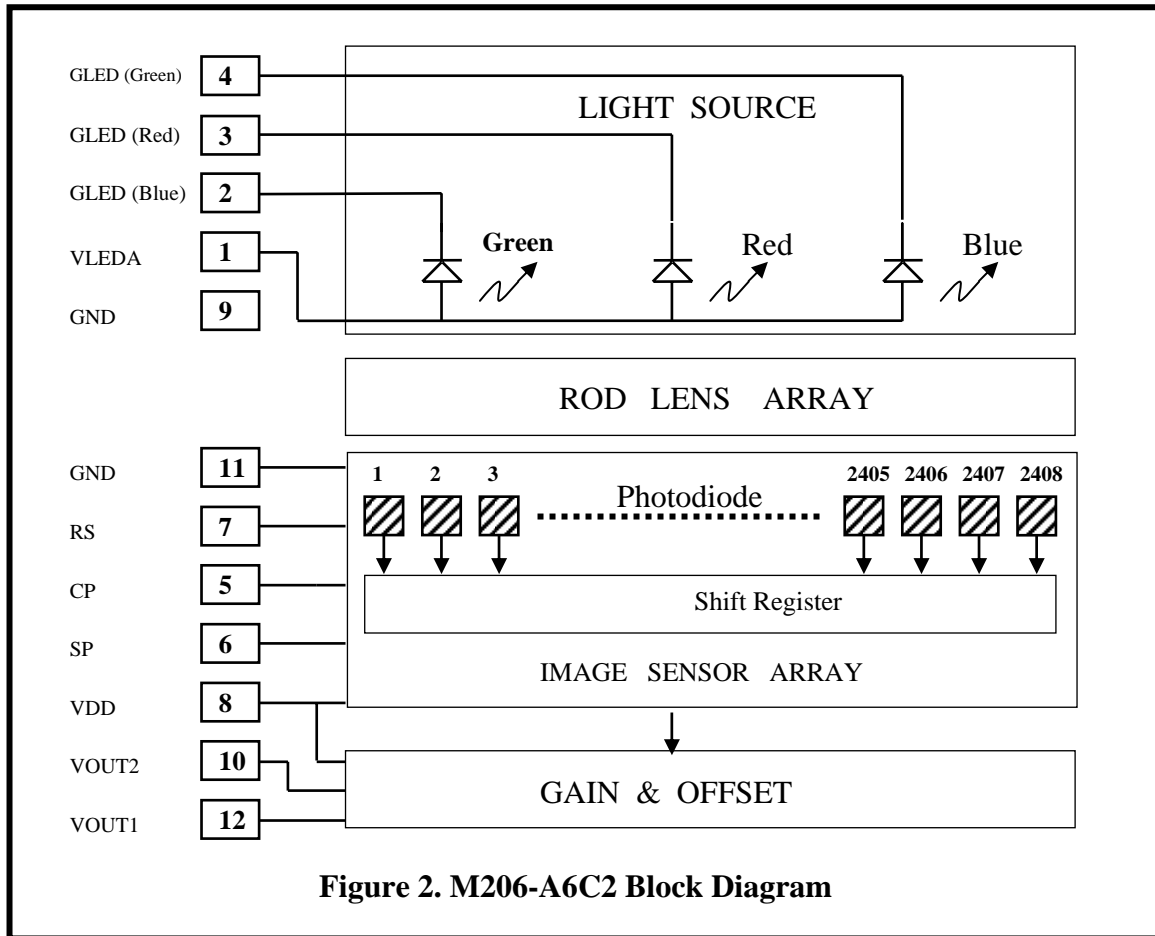 GLED (Green) 4
LIGHT SOURCE
GLED (Red) 3
GLED (Blue) 2
Green Red Blue
VLEDA 1
GND 9
ROD LENS ARRAY
GND 11
1 2 3 2405 2406 2407 2408
Photodiode
RS 7
CP 5
Shift Register
SP 6
IMAGE SENSOR ARRAY
VDD 8
VOUT2 10
GAIN & OFFSET
VOUT1 12
Figure 2. M206-A6C2 Block Diagram